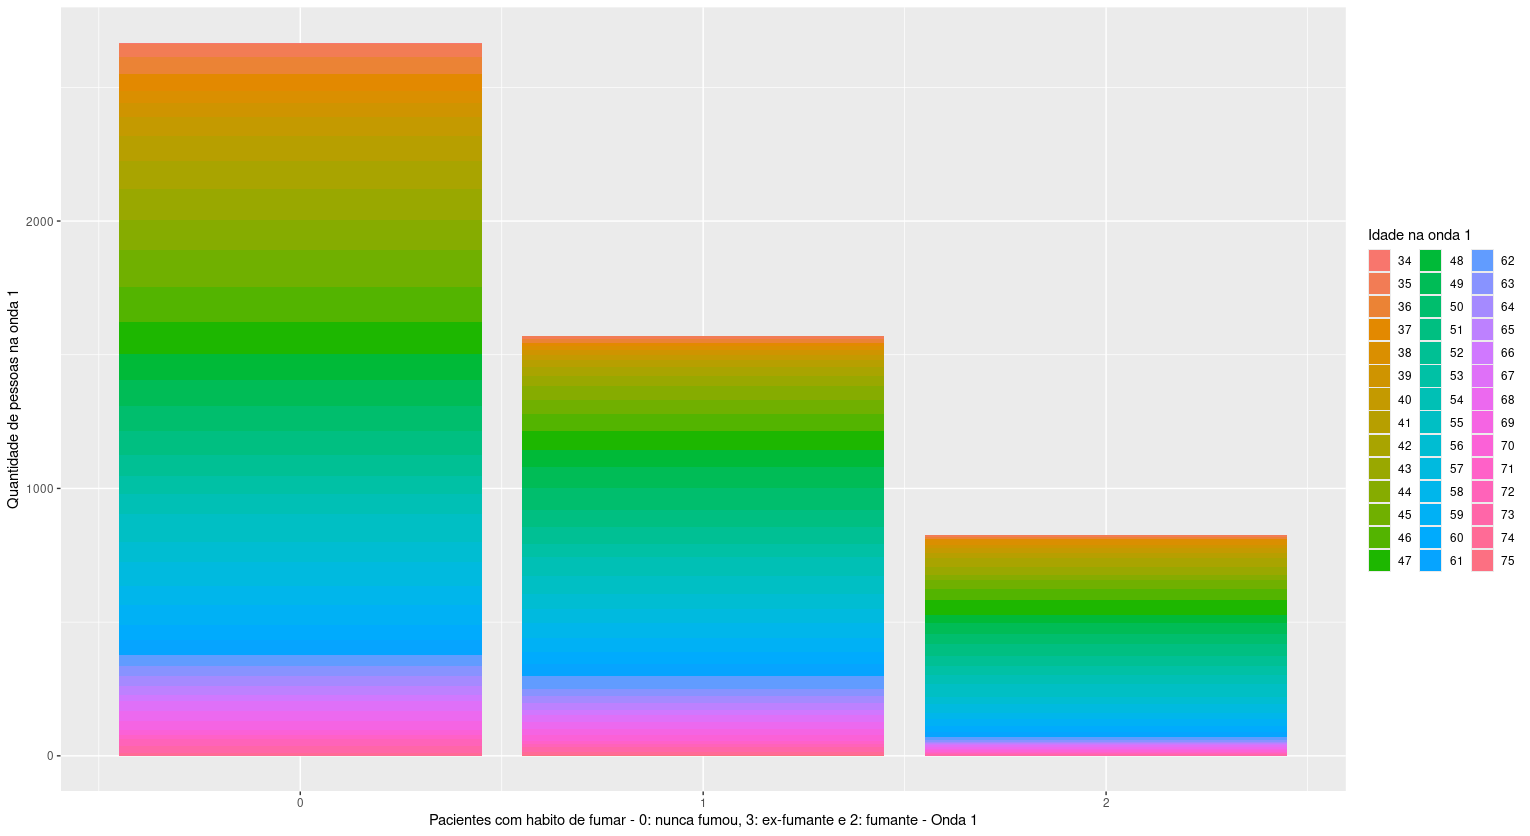 Quantidade de pessoas na onda 1
2000
1000
0
0
1
2
Pacientes com habito de fumar - 0: nunca fumou, 3: ex-fumante e 2: fumante - Onda 1
Idade na onda 1
34 48 62
35 49 63
36 50 64
37 51 65
38 52 66
39 53 67
40 54 68
41 55 69
42 56 70
43 57 71
44 58 72
45 59 73
46 60 74
47 61 75